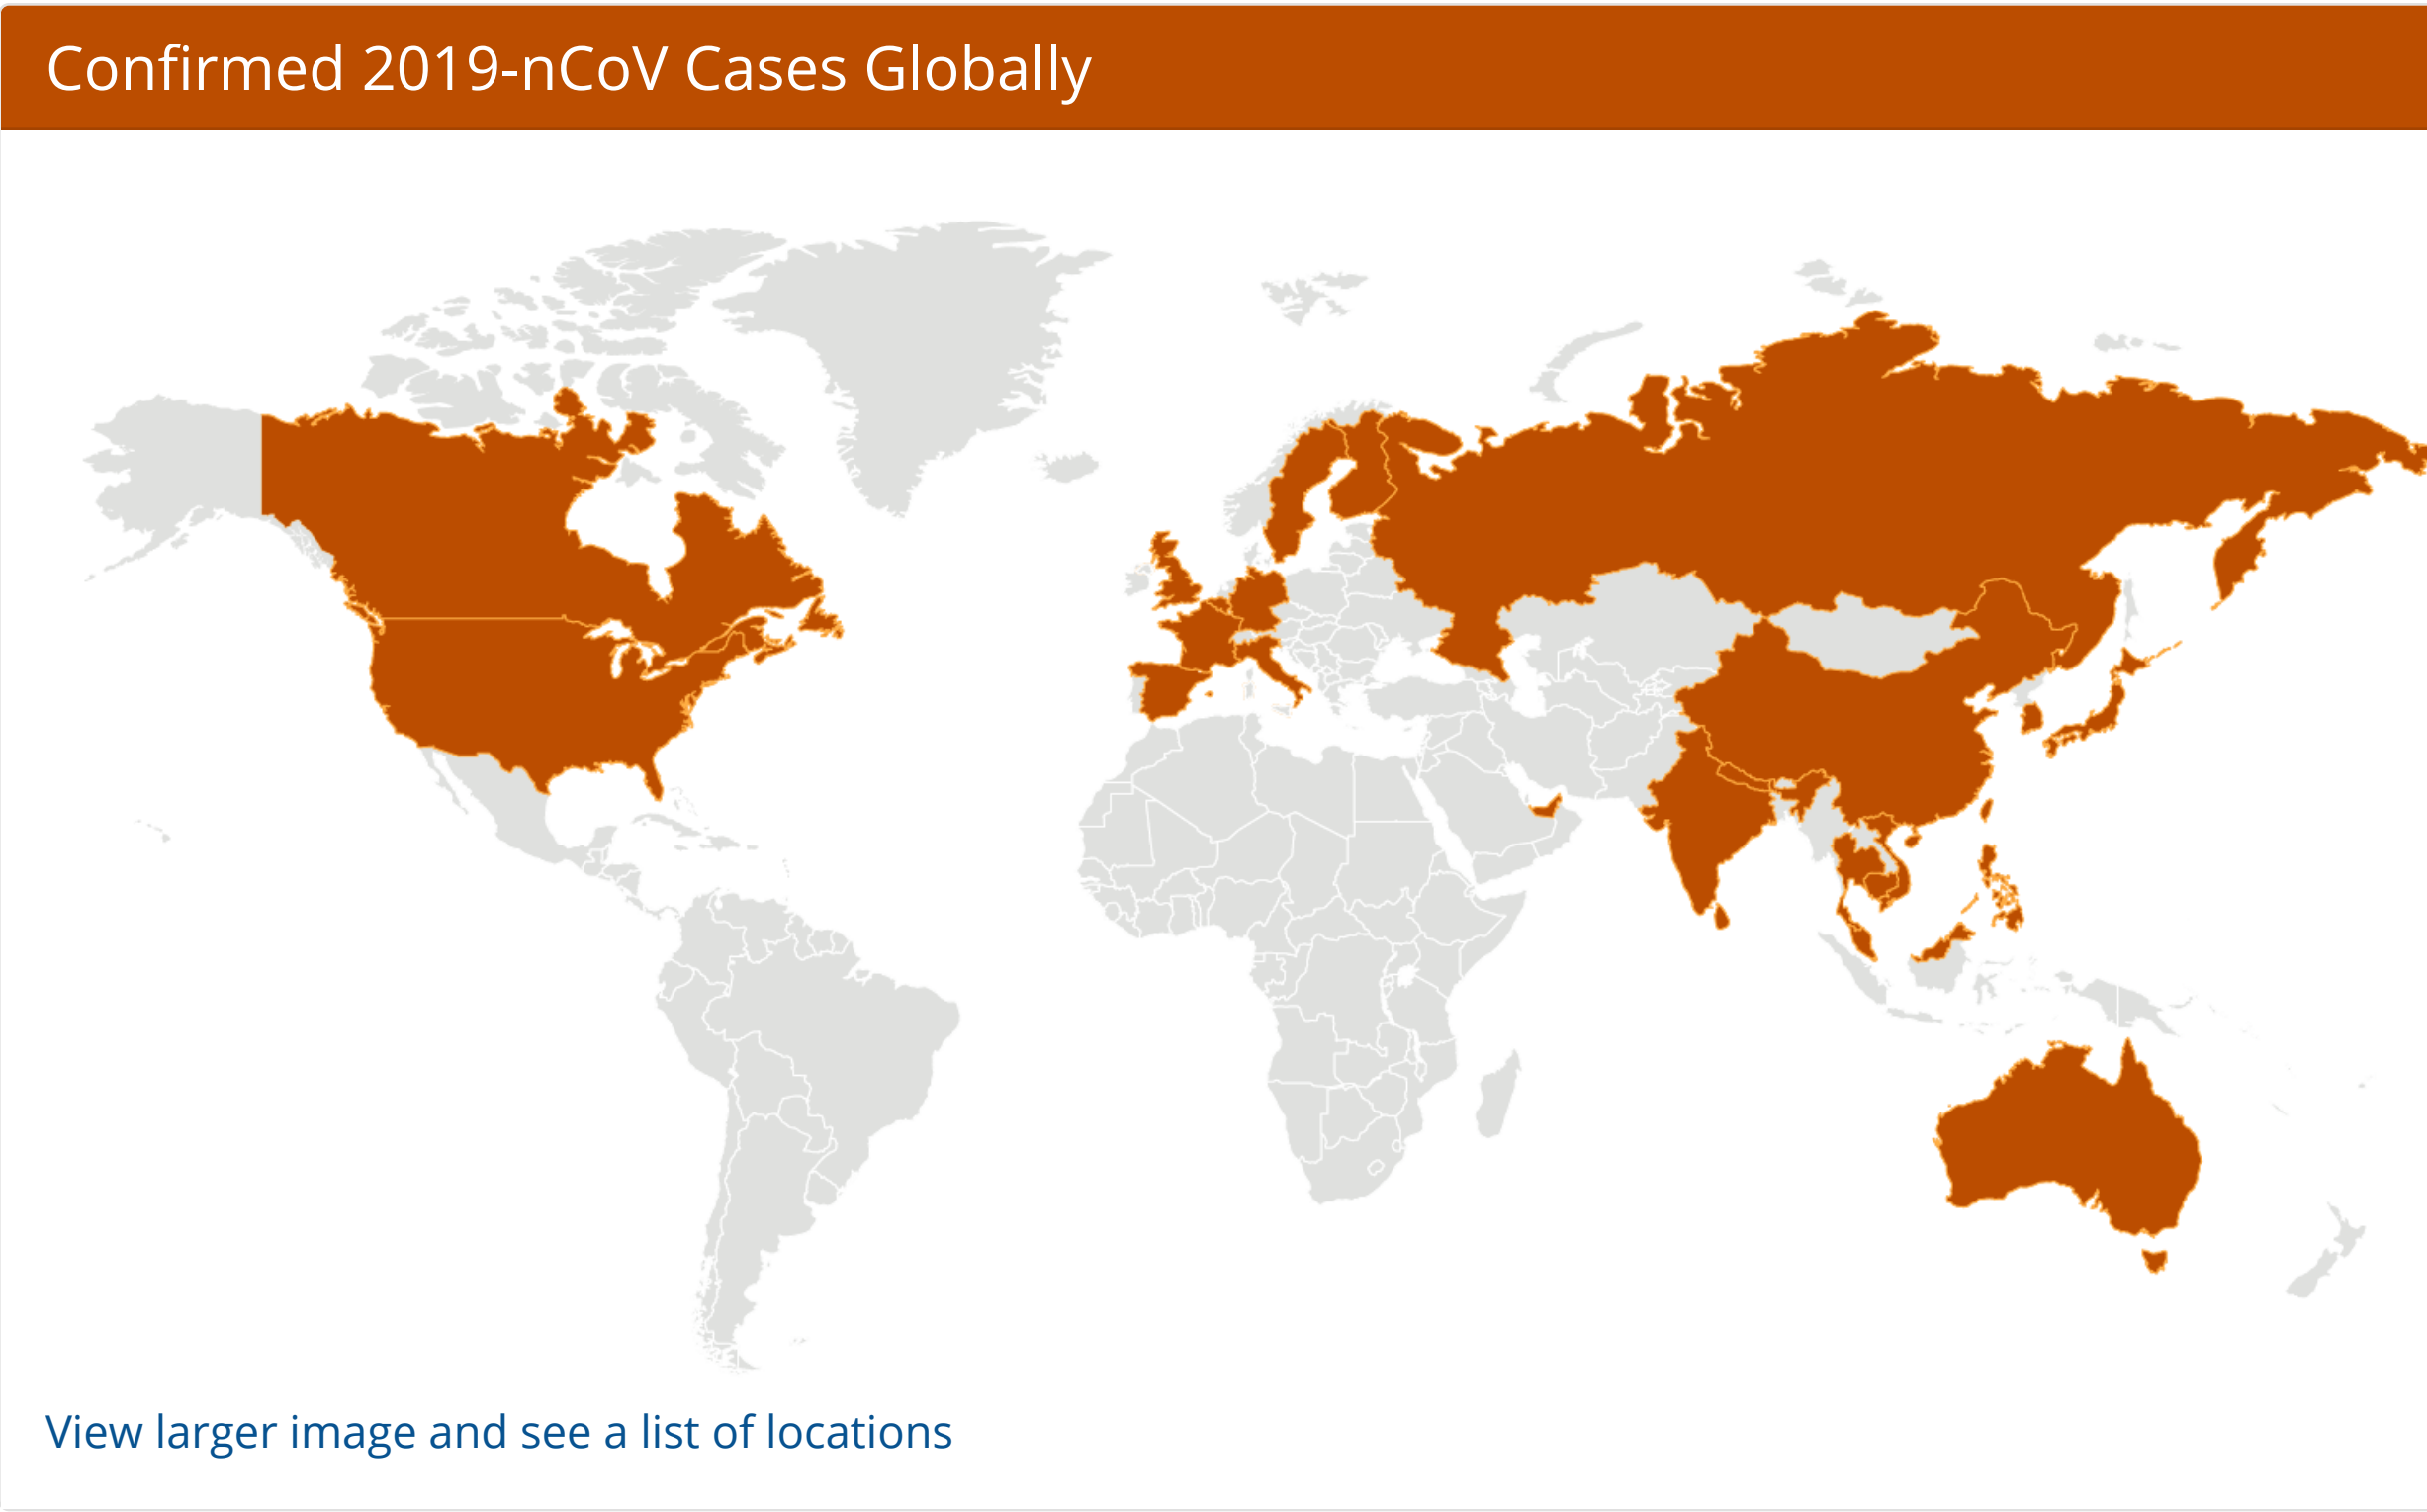 Confirmed 2019-nCoV Cases Globally
View larger image and see a list of locations